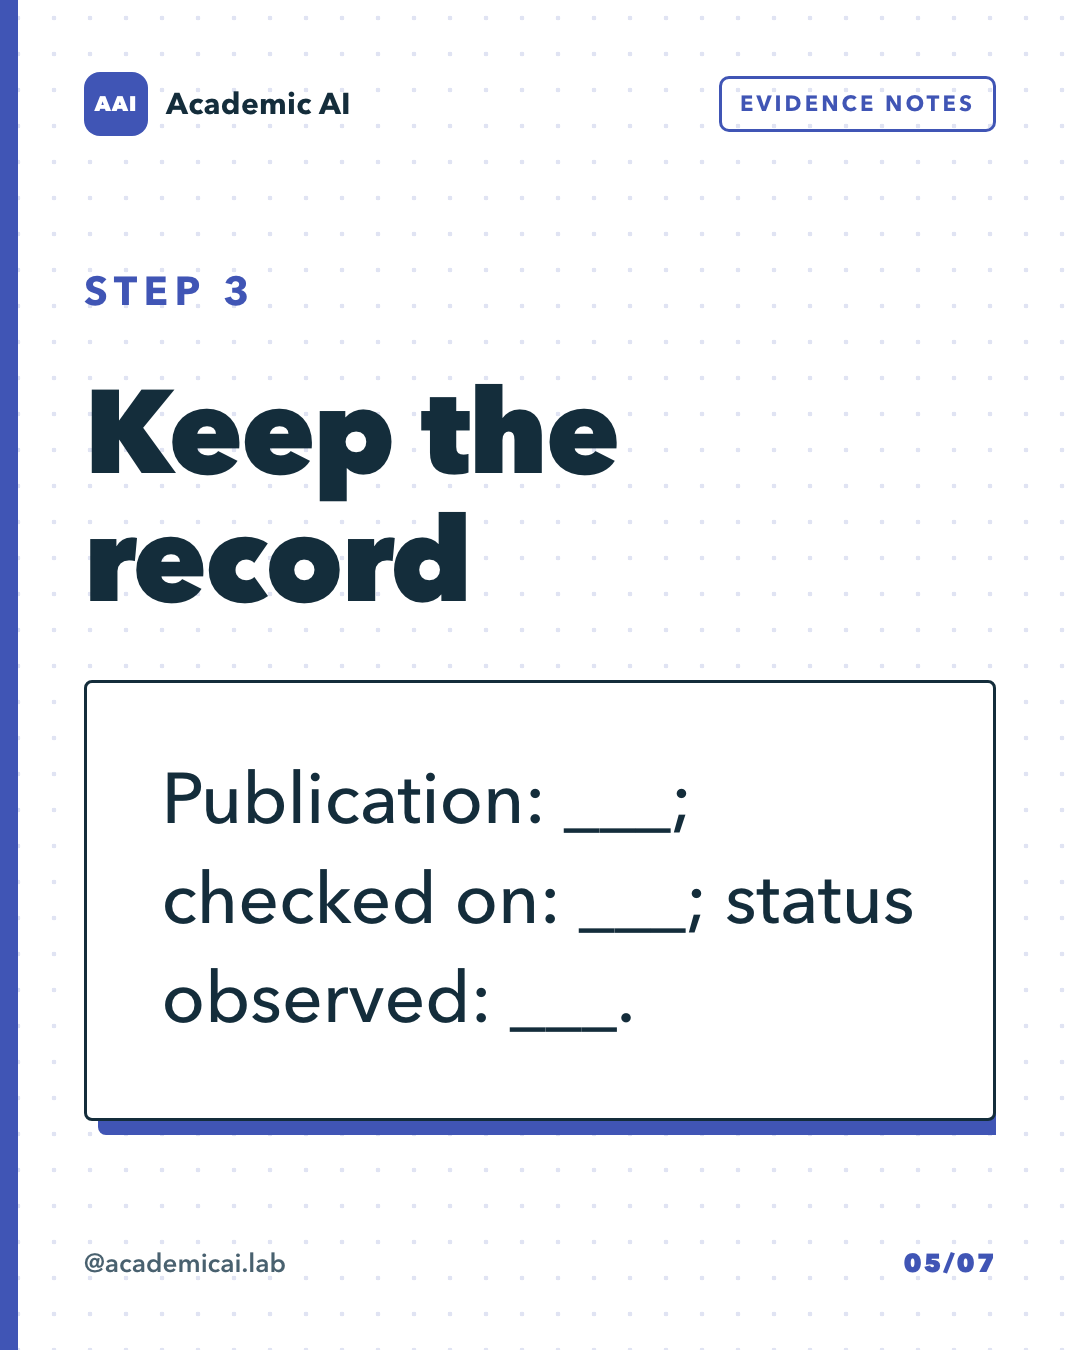 AAI
Academic AI
EVIDENCE NOTES
STEP 3
Keep the
record
Publication: ___;
checked on: ___; status
observed: ___.
@academicai.lab
05/07